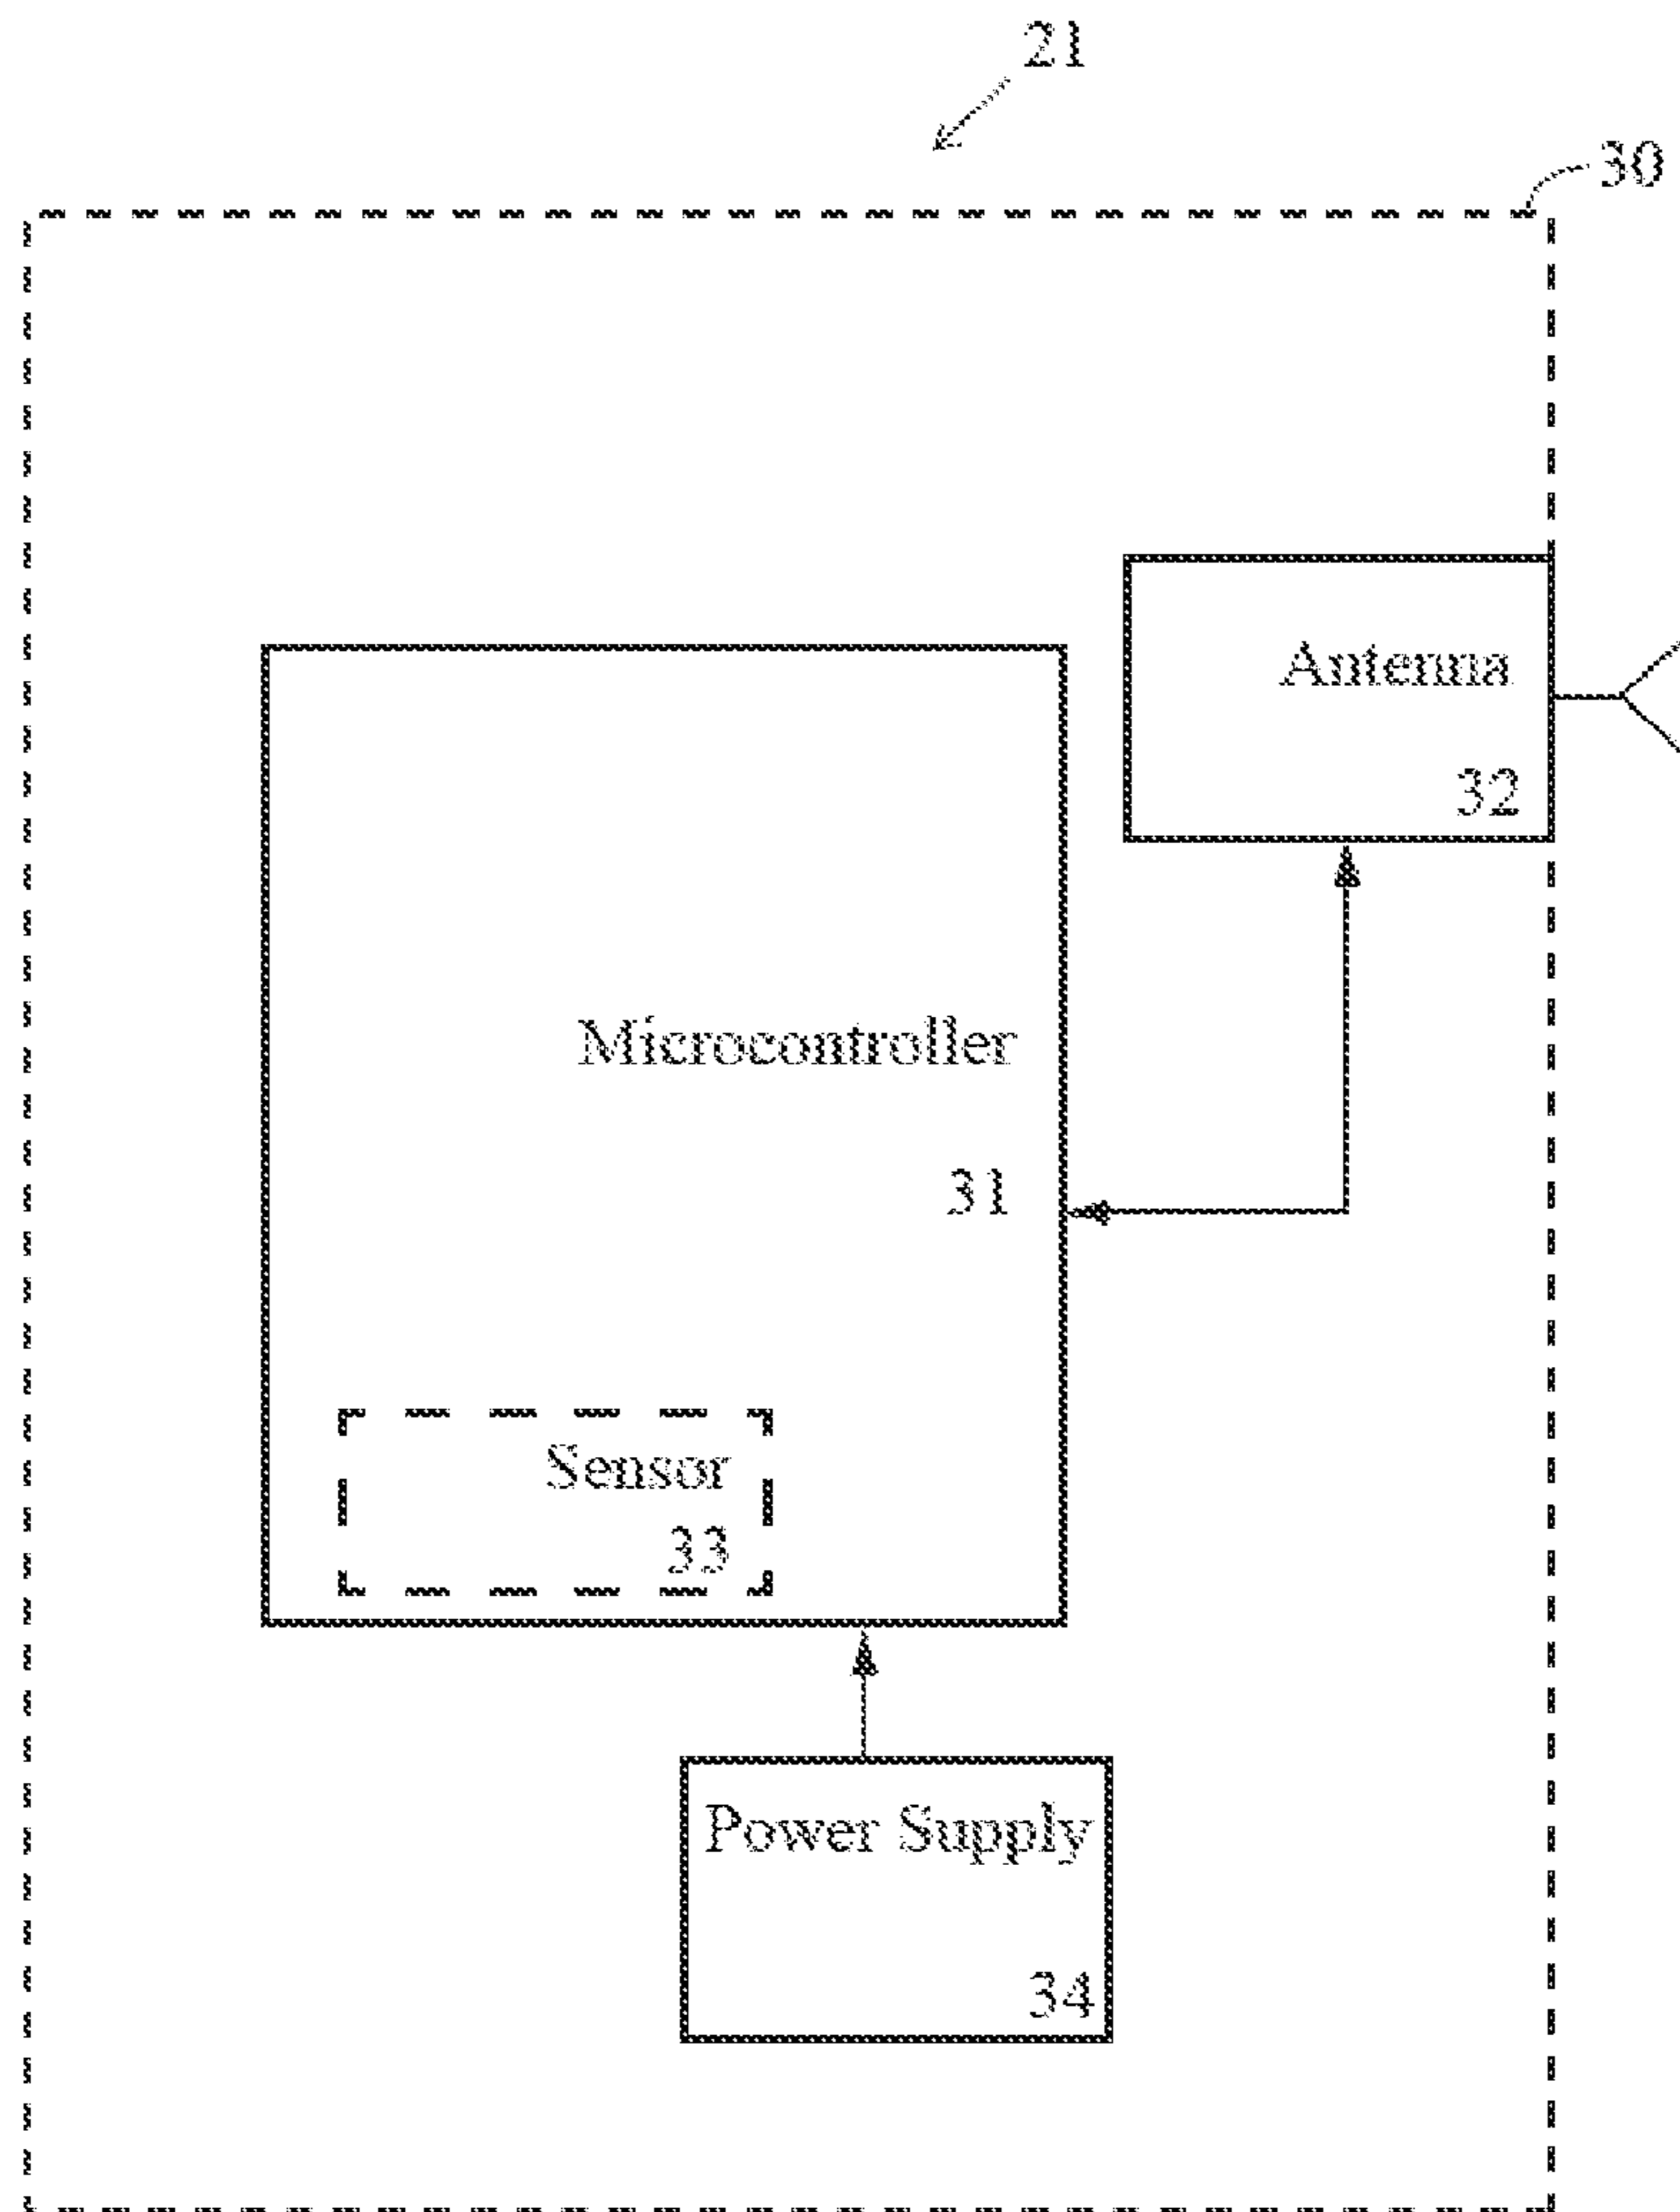 21
30
Antenna
32
Microcontroller
31
Sensor
33
Power Supply
34